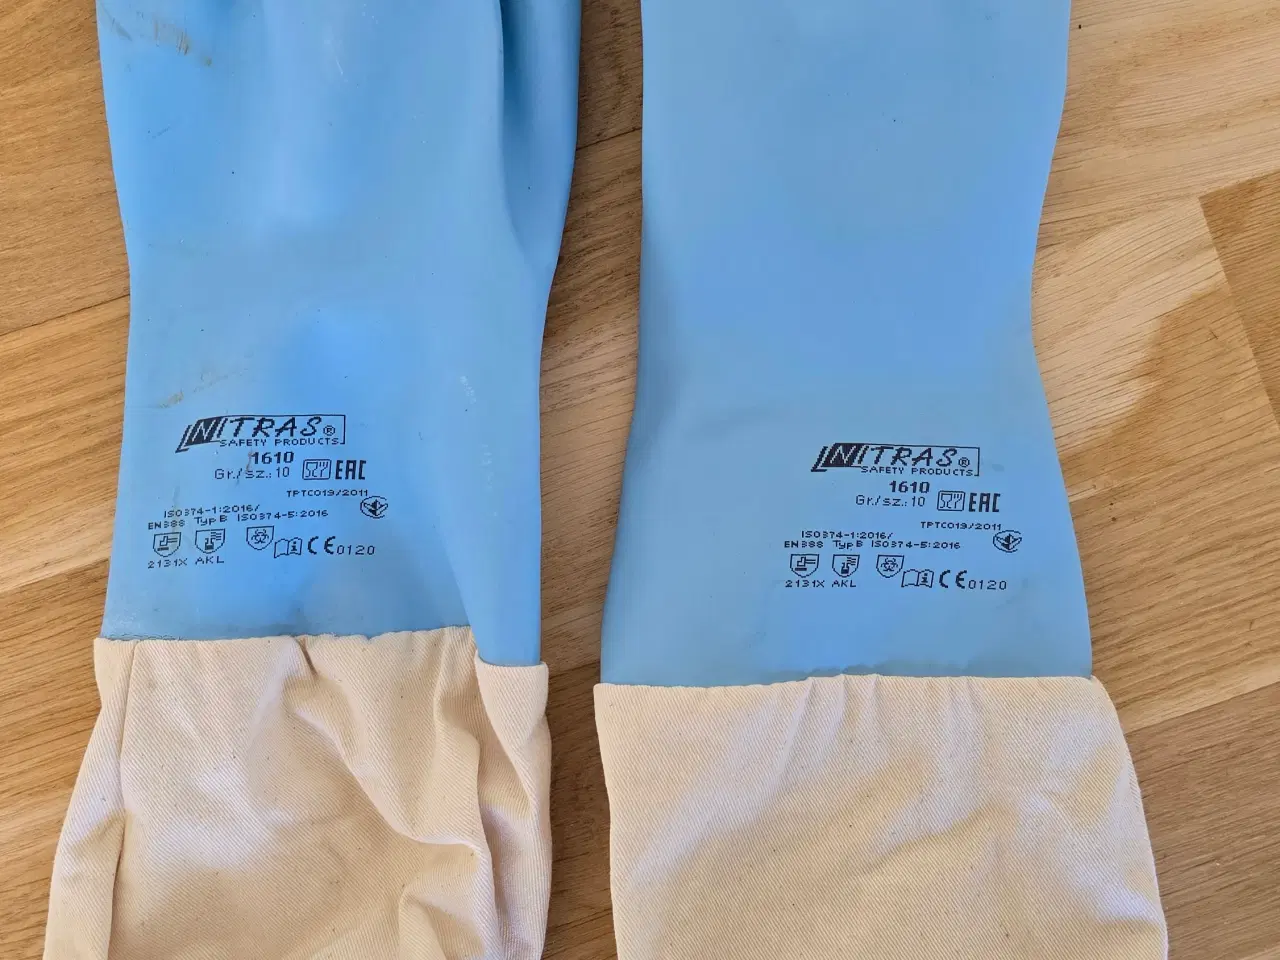 NITRAS®
SAFETY PRODUCTS
1610
Gr./sz.: 10 EAC
TPTC019/2011
ISO374-1:2016/
EN388 Typ B ISO374-5:2016
2131X AKL i CE0120
NITRAS®
SAFETY PRODUCTS
1610
Gr./sz.: 10 EAC
TPTC019/2011
ISO374-1:2016/
EN388 Typ B ISO374-5:2016
2131X AKL i CE0120